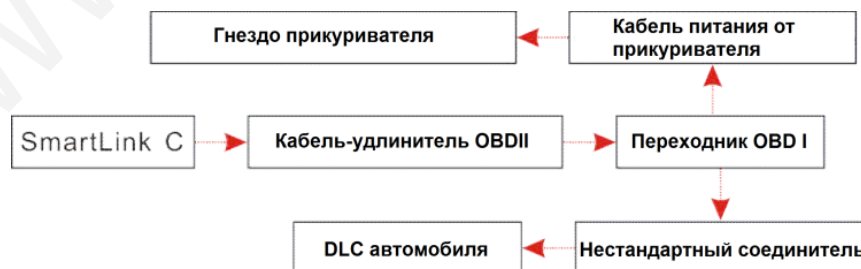 Гнездо прикуривателя
Кабель питания от
прикуривателя
SmartLink C
Кабель-удлинитель OBDII
Переходник OBD I
DLC автомобиля
Нестандартный соединитель